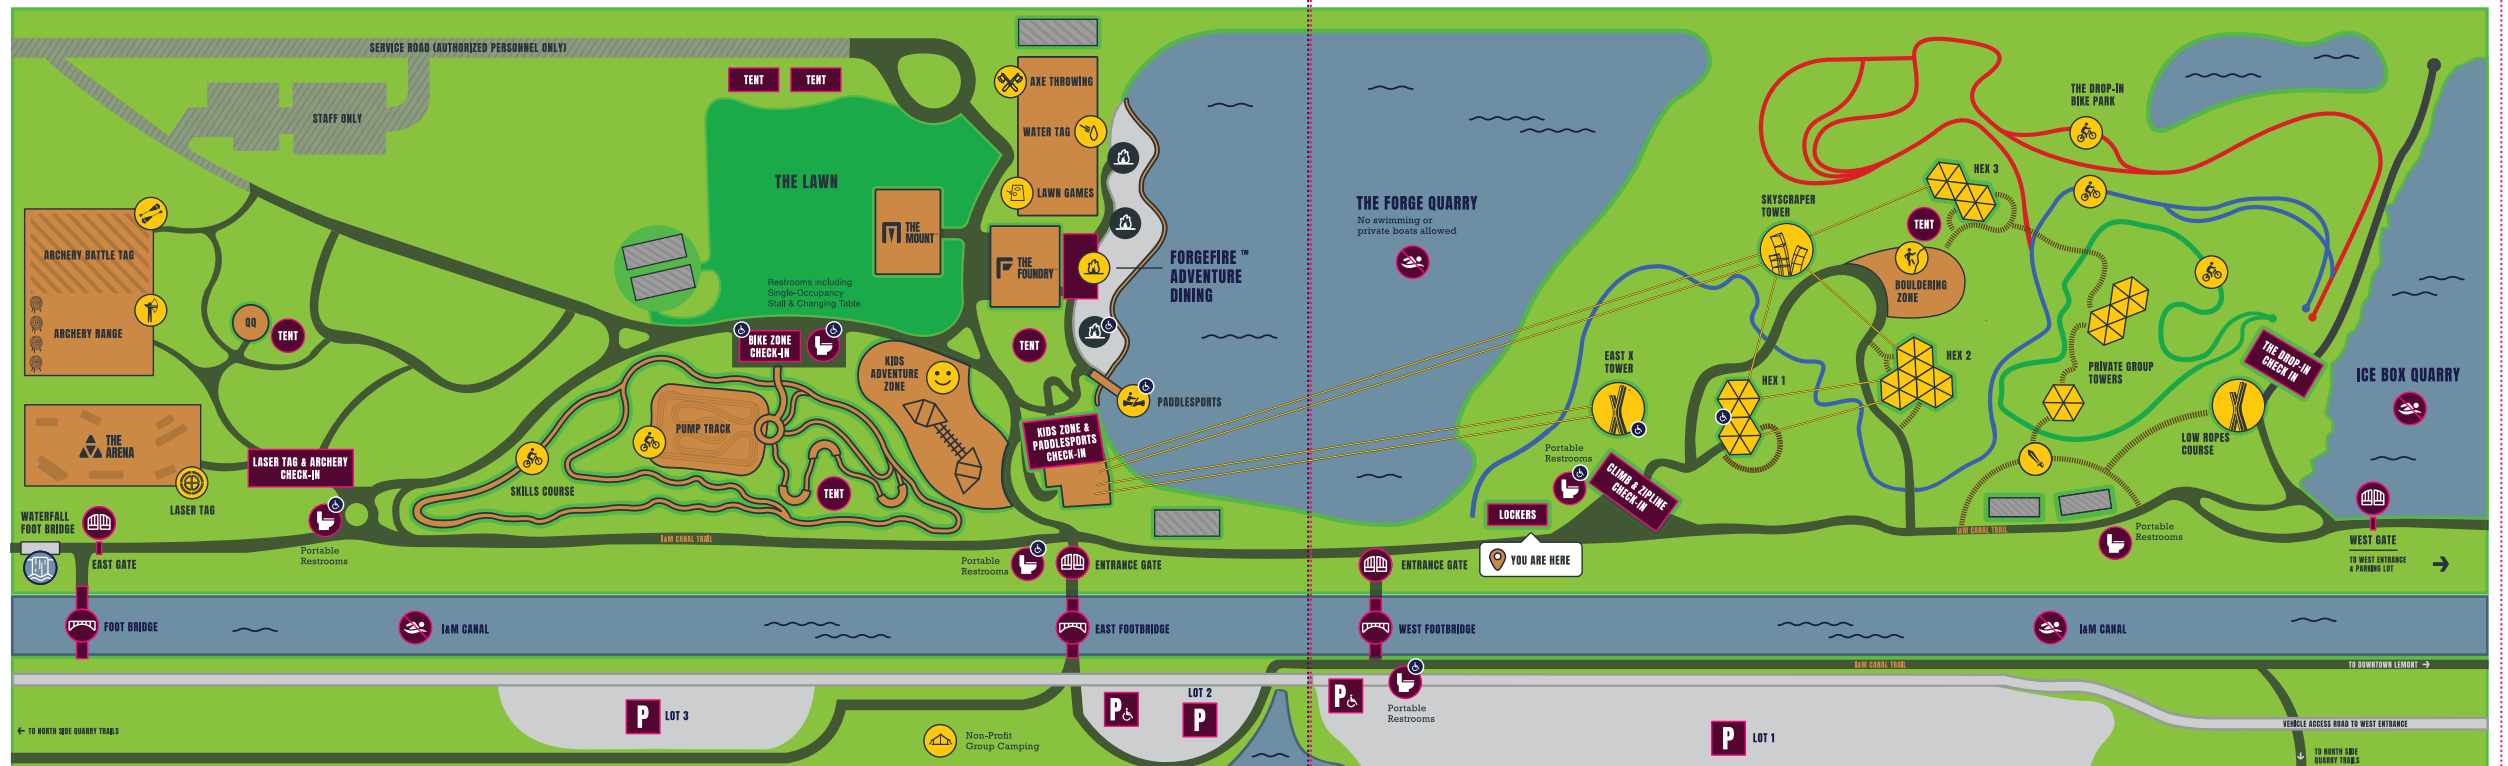 SERVICE ROAD (AUTHORIZED PERSONNEL ONLY)
STAFF ONLY
TENT
TENT
AXE THROWING
WATER TAG
LAWN GAMES
THE LAWN
THE
MOUNT
THE
FOUNDRY
Restrooms including
Single-Occupancy
Stall & Changing Table
FORGEFIRE ™
ADVENTURE
DINING
THE FORGE QUARRY
No swimming or
private boats allowed
SKYSCRAPER
TOWER
HEX 3
THE DROP-IN
BIKE PARK
TENT
BOULDERING
ZONE
ARCHERY BATTLE TAG
ARCHERY RANGE
QQ
TENT
BIKE ZONE
CHECK-IN
TENT
KIDS
ADVENTURE
ZONE
PADDLESPORTS
EAST X
TOWER
HEX 1
HEX 2
PRIVATE GROUP
TOWERS
THE DROP-IN
CHECK IN
ICE BOX QUARRY
THE
ARENA
LASER TAG & ARCHERY
CHECK-IN
LASER TAG
PUMP TRACK
SKILLS COURSE
TENT
KIDS ZONE &
PADDLESPORTS
CHECK-IN
Portable
Restrooms
CLIMB & ZIPLINE
CHECK-IN
LOCKERS
LOW ROPES
COURSE
WATERFALL
FOOT BRIDGE
EAST GATE
Portable
Restrooms
I&M CANAL TRAIL
Portable
Restrooms
ENTRANCE GATE
ENTRANCE GATE
YOU ARE HERE
I&M CANAL TRAIL
Portable
Restrooms
WEST GATE
TO WEST ENTRANCE
& PARKING LOT
FOOT BRIDGE
I&M CANAL
EAST FOOTBRIDGE
WEST FOOTBRIDGE
I&M CANAL
I&M CANAL TRAIL
TO DOWNTOWN LEMONT
P
LOT 3
P
LOT 2
P
P
Portable
Restrooms
P
LOT 1
VEHICLE ACCESS ROAD TO WEST ENTRANCE
TO NORTH SIDE QUARRY TRAILS
Non-Profit
Group Camping
TO NORTH SIDE
QUARRY TRAILS